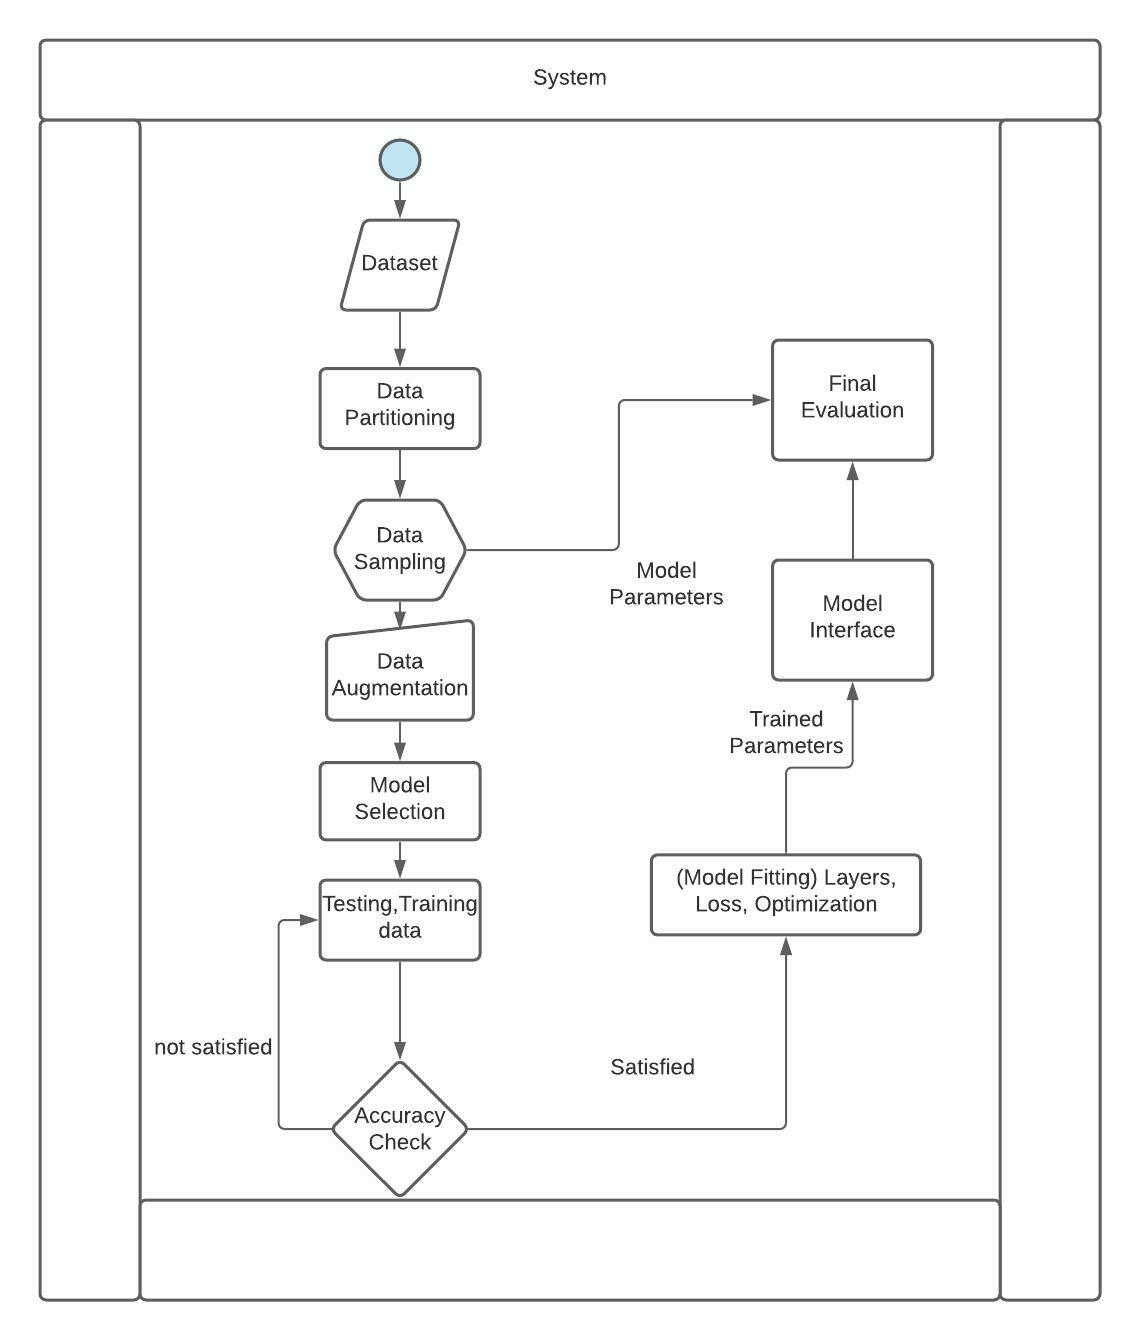 System
Dataset
Data
Partitioning
Data
Sampling
Model
Parameters
Final
Evaluation
Model
Interface
Data
Augmentation
Trained
Parameters
Model
Selection
Testing,Training
data
(Model Fitting) Layers,
Loss, Optimization
not satisfied
Satisfied
Accuracy
Check